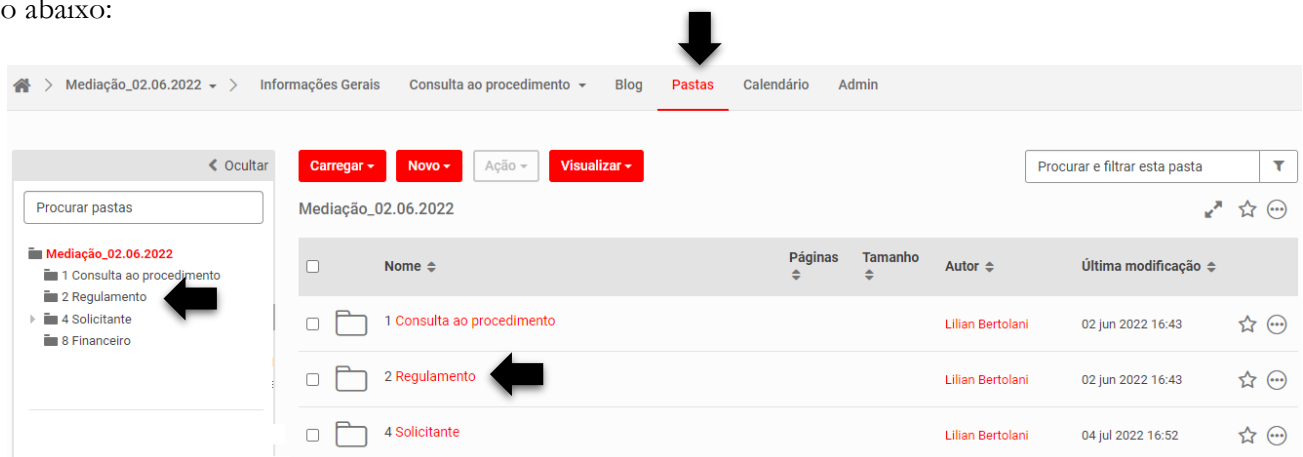 o abaixo:
Mediação_02.06.2022 Informações Gerais Consulta ao procedimento Blog Pastas Calendário Admin
Ocultar
Carregar Novo Ação Visualizar
Procurar e filtrar esta pasta
Procurar pastas
Mediação_02.06.2022
Mediação_02.06.2022
1 Consulta ao procedimento
2 Regulamento
4 Solicitante
8 Financeiro
Nome Páginas Tamanho Autor Última modificação
1 Consulta ao procedimento Lilian Bertolani 02 jun 2022 16:43
2 Regulamento Lilian Bertolani 02 jun 2022 16:43
4 Solicitante Lilian Bertolani 04 jul 2022 16:52